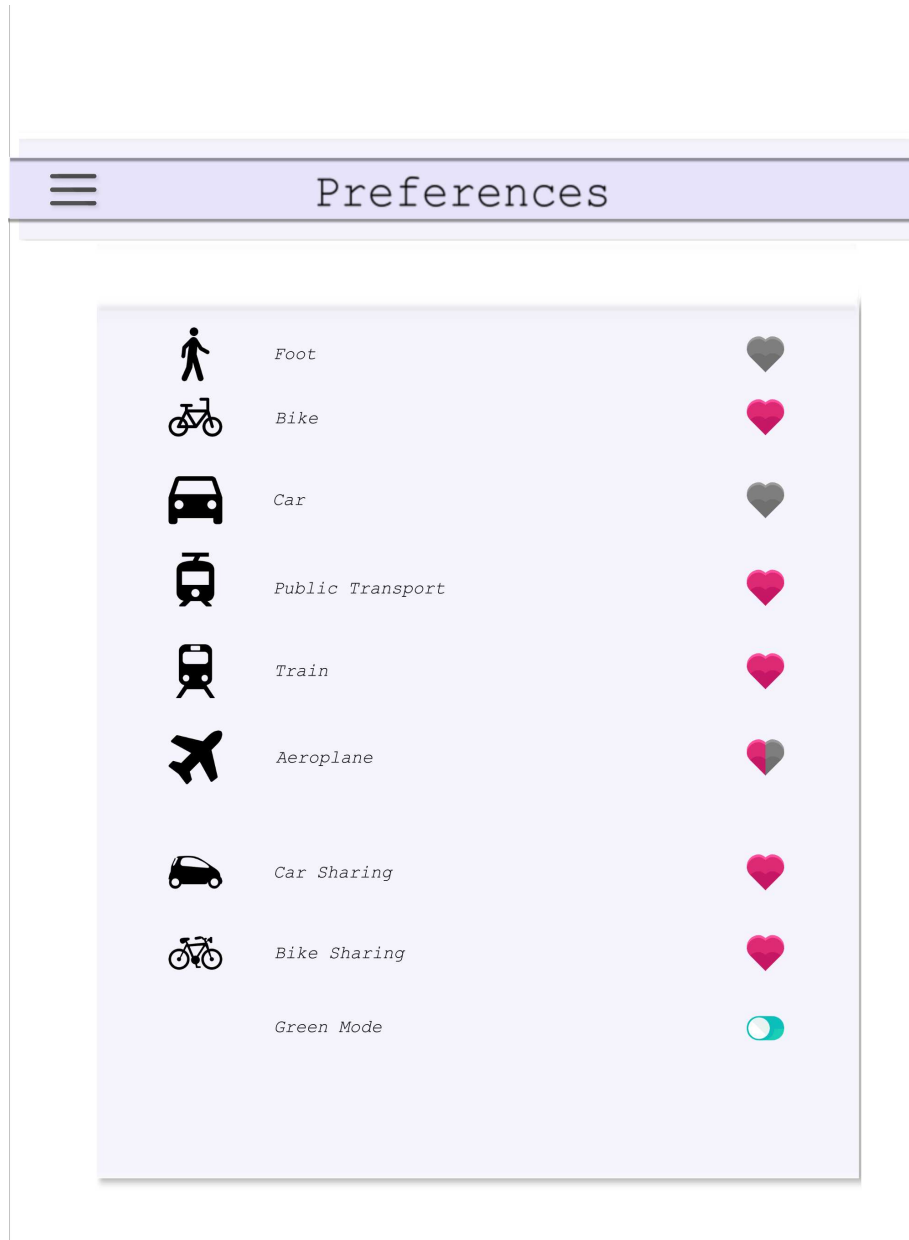 Preferences
Foot
Bike
Car
Public Transport
Train
Aeroplane
Car Sharing
Bike Sharing
Green Mode